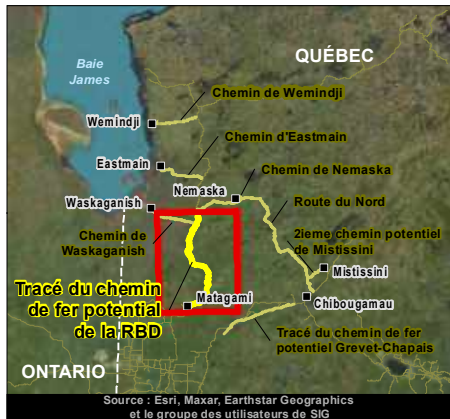 Baie
James
QUÉBEC
Chemin de Wemindji
Wemindji
Chemin d'Eastmain
Eastmain
Chemin de Nemaska
Nemaska
Route du Nord
Waskaganish
2ieme chemin potentiel
de Mistissini
Chemin de
Waskaganish
Mistissini
Tracé du chemin
de fer potential
de la RBD
Matagami
Chibougamau
Tracé du chemin de fer
potentiel Grevet-Chapais
ONTARIO
Source : Esri, Maxar, Earthstar Geographics
et le groupe des utilisateurs de SIG